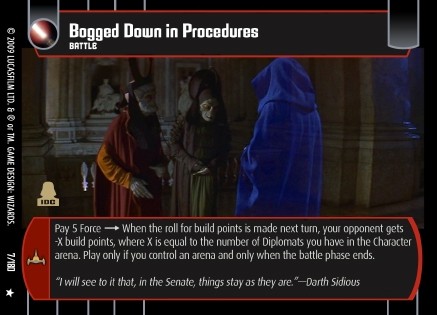 Bogged Down in Procedures
BATTLE
© 2009 LUCASFILM LTD. & ® or TM. GAME DESIGN: WIZARDS.
7/180
IDC
Pay 5 Force → When the roll for build points is made next turn, your opponent gets
-X build points, where X is equal to the number of Diplomats you have in the Character
arena. Play only if you control an arena and only when the battle phase ends.
"I will see to it that, in the Senate, things stay as they are."—Darth Sidious